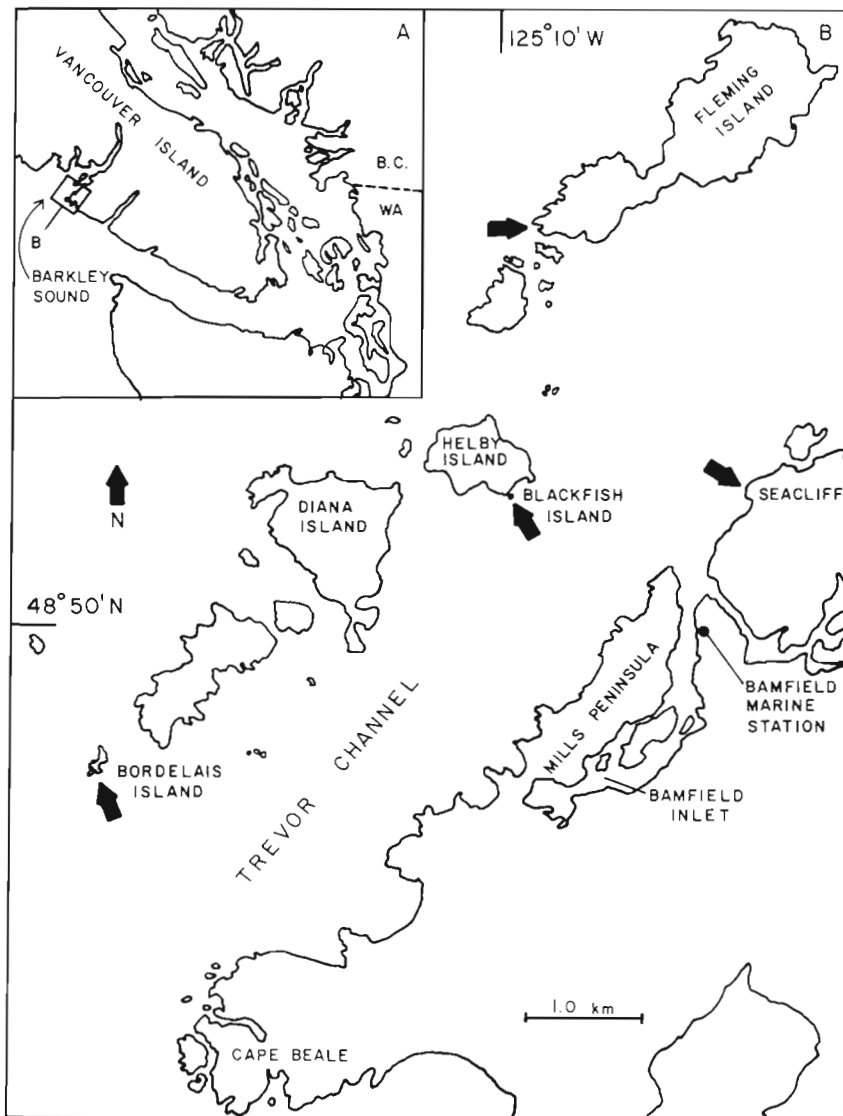 A
VANCOUVER
ISLAND
B.C.
WA
B
BARKLEY
SOUND
125°10' W
B
FLEMING
ISLAND
HELBY
ISLAND
SEACLIFF
BLACKFISH
ISLAND
DIANA
ISLAND
N
48°50' N
MILLS PENINSULA
BAMFIELD
MARINE
STATION
BORDELAIS
ISLAND
TREVOR CHANNEL
BAMFIELD
INLET
1.0 km
CAPE BEALE